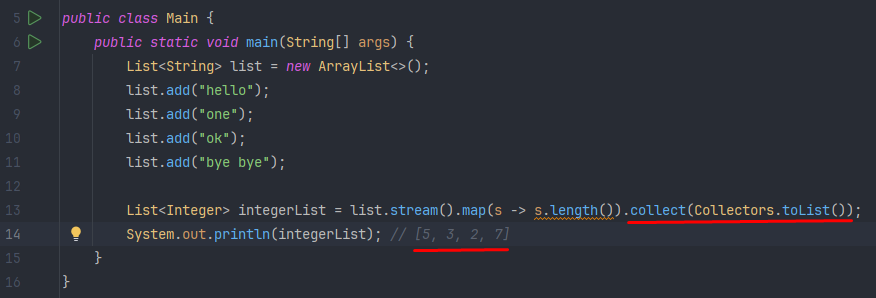 5 public class Main {
6 public static void main(String[] args) {
7 List<String> list = new ArrayList<>();
8 list.add("hello");
9 list.add("one");
10 list.add("ok");
11 list.add("bye bye");
12
13 List<Integer> integerList = list.stream().map(s -> s.length()).collect(Collectors.toList());
14 System.out.println(integerList); // [5, 3, 2, 7]
15 }
16 }